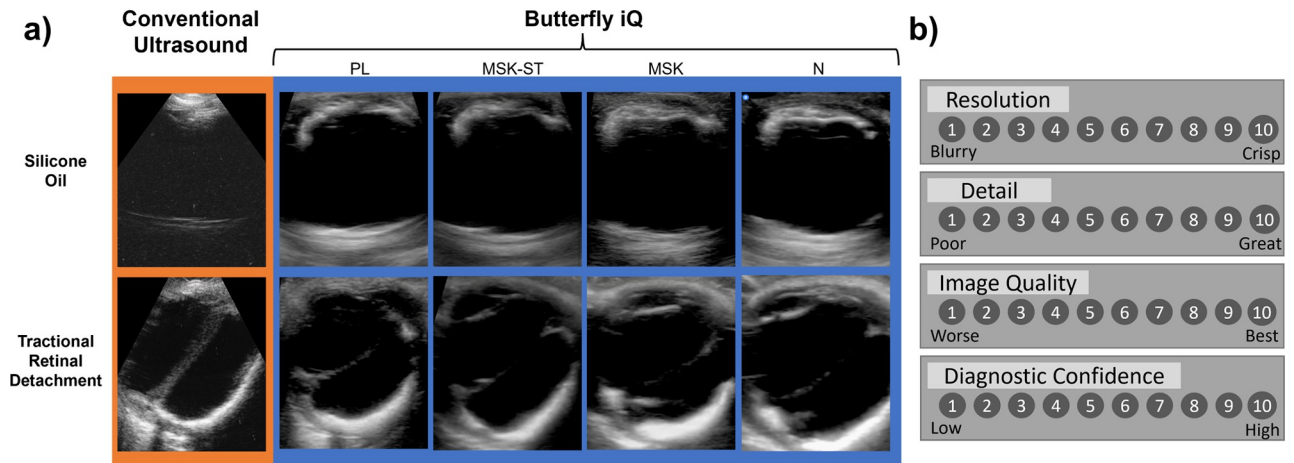 a)
Conventional
Ultrasound
Butterfly iQ
PL
MSK-ST
MSK
N
Silicone
Oil
Tractional
Retinal
Detachment
b)
Resolution
1 2 3 4 5 6 7 8 9 10
Blurry Crisp
Detail
1 2 3 4 5 6 7 8 9 10
Poor Great
Image Quality
1 2 3 4 5 6 7 8 9 10
Worse Best
Diagnostic Confidence
1 2 3 4 5 6 7 8 9 10
Low High